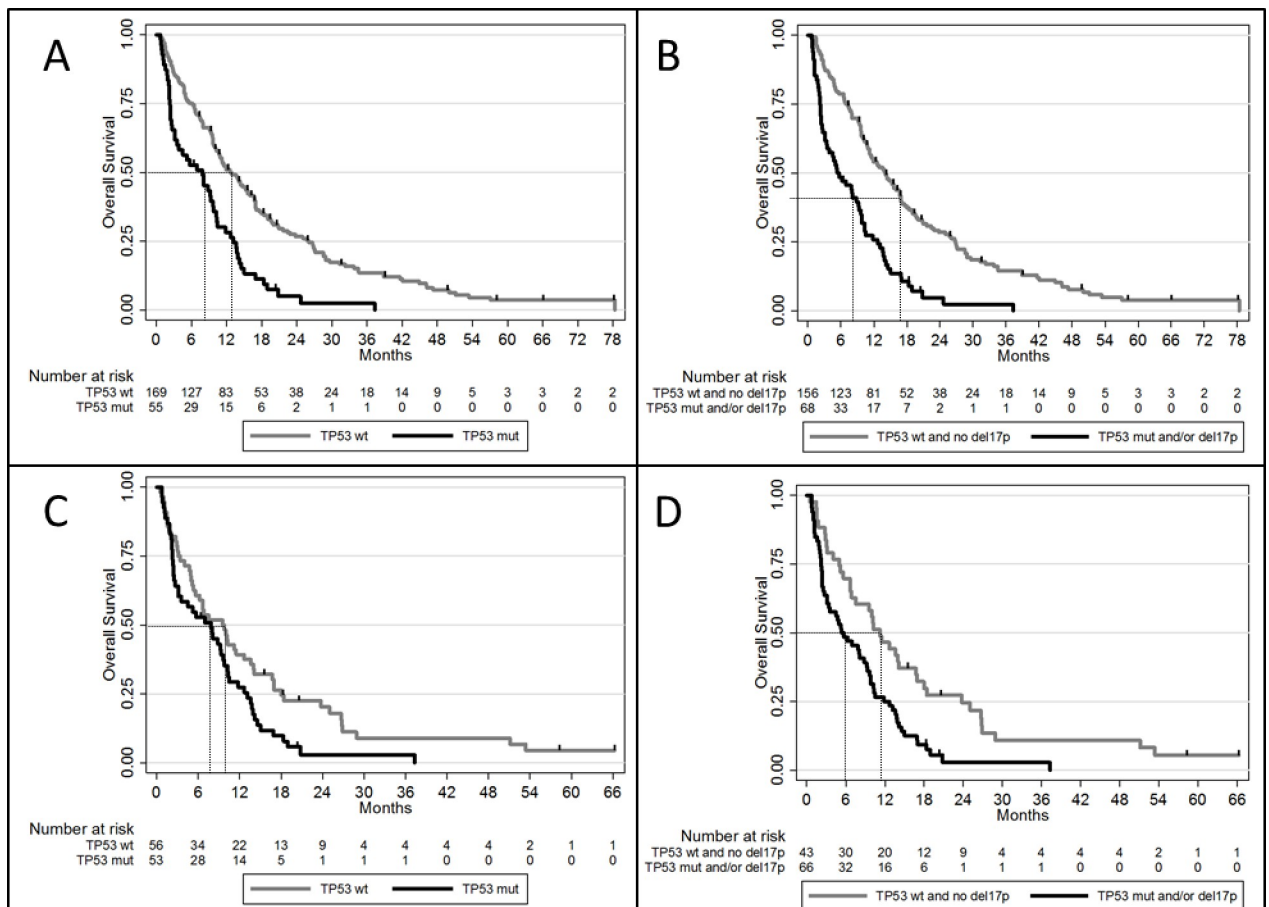 A
1.00
0.75
0.50
0.25
0.00
Overall Survival
0 6 12 18 24 30 36 42 48 54 60 66 72 78
Months
Number at risk
TP53 wt 169 127 83 53 38 24 18 14 9 5 3 3 2 2
TP53 mut 55 29 15 6 2 1 1 0 0 0 0 0 0 0
TP53 wt TP53 mut
B
1.00
0.75
0.50
0.25
0.00
Overall Survival
0 6 12 18 24 30 36 42 48 54 60 66 72 78
Months
Number at risk
TP53 wt and no del17p 156 123 81 52 38 24 18 14 9 5 3 3 2 2
TP53 mut and/or del17p 68 33 17 7 2 1 1 0 0 0 0 0 0 0
TP53 wt and no del17p TP53 mut and/or del17p
C
1.00
0.75
0.50
0.25
0.00
Overall Survival
0 6 12 18 24 30 36 42 48 54 60 66
Months
Number at risk
TP53 wt 56 34 22 13 9 4 4 4 4 2 1 1
TP53 mut 53 28 14 5 1 1 1 0 0 0 0 0
TP53 wt TP53 mut
D
1.00
0.75
0.50
0.25
0.00
Overall Survival
0 6 12 18 24 30 36 42 48 54 60 66
Months
Number at risk
TP53 wt and no del17p 43 30 20 12 9 4 4 4 4 2 1 1
TP53 mut and/or del17p 66 32 16 6 1 1 1 0 0 0 0 0
TP53 wt and no del17p TP53 mut and/or del17p